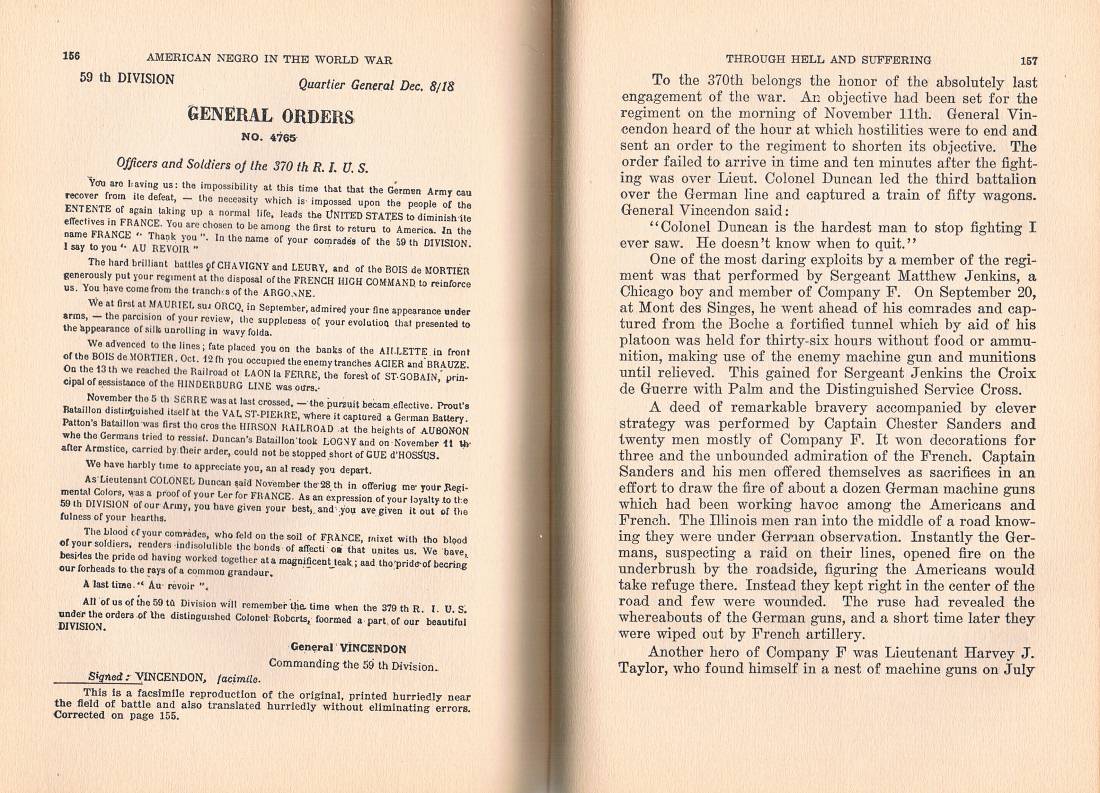 156 AMERICAN NEGRO IN THE WORLD WAR
59 th DIVISION Quartier General Dec. 8/18
GENERAL ORDERS
NO. 4765
Officers and Soldiers of the 370 th R. I. U. S.
You are leaving us: the impossibility at this time that that the Germen Army cau
recover from ite defeat, — the necesity which is impossed upon the people of the
ENTENTE of again taking up a normal life, leads the UNITED STATES to diminish ite
effectives in FRANCE. You are chosen to be among the first to returu to America. In the
name FRANCE “ Thank you ”. In the name of your comrades of the 59 th DIVISION.
I say to you “ AU REVOIR ”
The hard brilliant battles of CHAVIGNY and LEURY, and of the BOIS de MORTIER
generously put your regiment at the disposal of the FRENCH HIGH COMMAND to reinforce
us. You have come from the tranches of the ARGONNE.
We at first at MAURIEL sur ORCQ, in September, admired your fine appearance under
arms, — the parcision of your review, the suppleness of your evolution that presented to
the appearance of silk unrolling in wavy folda.
We advenced to the lines; fate placed you on the banks of the AILLETTE in front
of the BOIS de MORTIER. Oct. 12 fh you occupied the enemy tranches ACIER and BRAUZE.
On the 13 th we reached the Railroad of LAON la FERRE, the forest of ST-GOBAIN, prin-
cipal of sessistance of the HINDERBURG LINE was ours.
November the 5 th SERRE was at last crossed, — the pursuit becam effective. Prout's
Bataillon distinguished itself at the VAL ST-PIERRE, where it captured a German Battery.
Patton's Bataillon was first tho cros the HIRSON RAILROAD at the heights of AUBONON
whe the Germans tried to ressist. Duncan's Bataillon took LOGNY and on November 11 th
after Armstice, carried by their arder, could not be stopped short of GUE d'HOSSUS.
We have harbly time to appreciate you, an al ready you depart.
As Lieutenant COLONEL Duncan said November the 28 th in offering me your Regi-
mental Colors, was a proof of your Ler for FRANCE. As an expression of your loyalty to the
59 th DIVISION of our Army, you have given your best, and you ave given it out of the
fulness of your hearths.
The blood of your comrades, who feld on the soil of FRANCE, mixet with tho blood
of your soldiers, renders indisolulible the bonds of affecti on that unites us. We have,
besides the pride od having worked together at a magnificent teak ; aad tho pride of becring
our forheads to the rays of a common grandeur.
A last time. “ Au revoir ”.
All of us of the 59 th Division will remember the time when the 379 th R. I. U. S.
under the orders of the distinguished Colonel Roberts, foormed a part of our beautiful
DIVISION.
General VINCENDON
Commanding the 59 th Division.
Signed : VINCENDON, facimile.
This is a facsimile reproduction of the original, printed hurriedly near
the field of battle and also translated hurriedly without eliminating errors.
Corrected on page 155.
THROUGH HELL AND SUFFERING 157
To the 370th belongs the honor of the absolutely last
engagement of the war. An objective had been set for the
regiment on the morning of November 11th. General Vin-
cendon heard of the hour at which hostilities were to end and
sent an order to the regiment to shorten its objective. The
order failed to arrive in time and ten minutes after the fight-
ing was over Lieut. Colonel Duncan led the third battalion
over the German line and captured a train of fifty wagons.
General Vincendon said:
“Colonel Duncan is the hardest man to stop fighting I
ever saw. He doesn't know when to quit.”
One of the most daring exploits by a member of the regi-
ment was that performed by Sergeant Matthew Jenkins, a
Chicago boy and member of Company F. On September 20,
at Mont des Singes, he went ahead of his comrades and cap-
tured from the Boche a fortified tunnel which by aid of his
platoon was held for thirty-six hours without food or ammu-
nition, making use of the enemy machine gun and munitions
until relieved. This gained for Sergeant Jenkins the Croix
de Guerre with Palm and the Distinguished Service Cross.
A deed of remarkable bravery accompanied by clever
strategy was performed by Captain Chester Sanders and
twenty men mostly of Company F. It won decorations for
three and the unbounded admiration of the French. Captain
Sanders and his men offered themselves as sacrifices in an
effort to draw the fire of about a dozen German machine guns
which had been working havoc among the Americans and
French. The Illinois men ran into the middle of a road know-
ing they were under German observation. Instantly the Ger-
mans, suspecting a raid on their lines, opened fire on the
underbrush by the roadside, figuring the Americans would
take refuge there. Instead they kept right in the center of the
road and few were wounded. The ruse had revealed the
whereabouts of the German guns, and a short time later they
were wiped out by French artillery.
Another hero of Company F was Lieutenant Harvey J.
Taylor, who found himself in a nest of machine guns on July